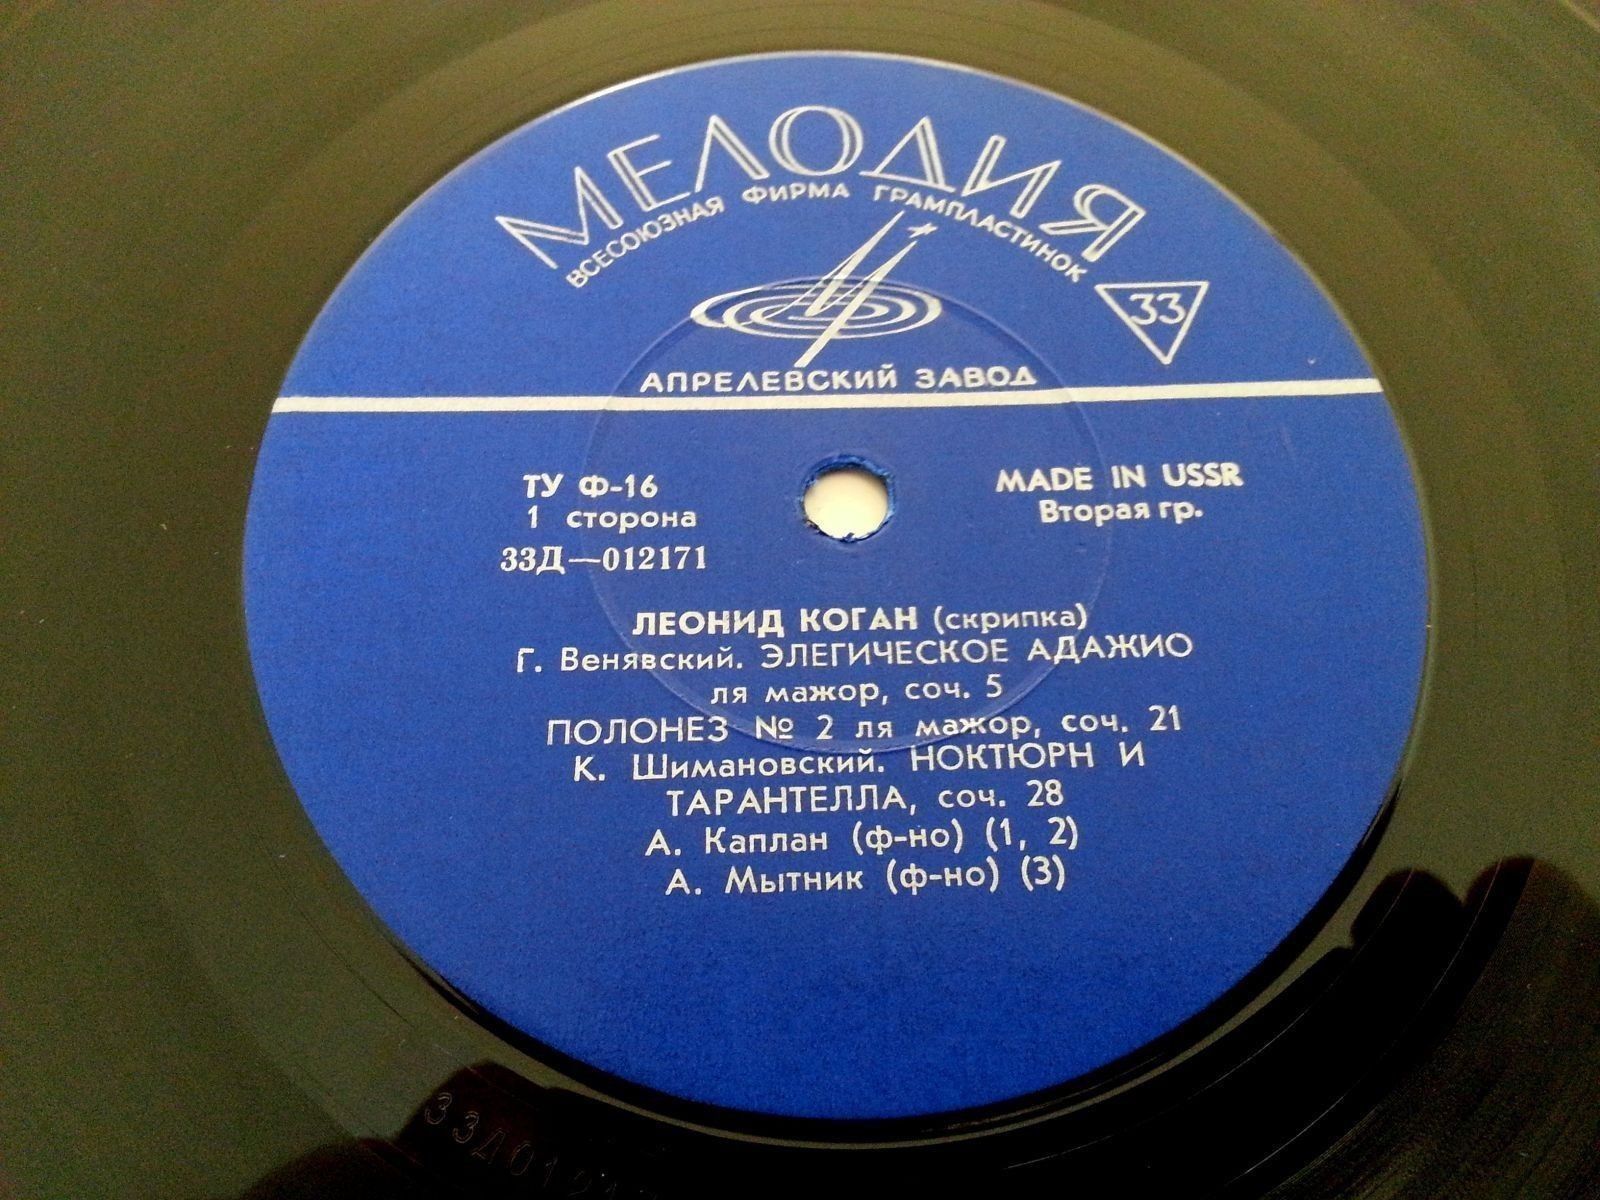 МЕЛОДИЯ
ВСЕСОЮЗНАЯ ФИРМА ГРАМПЛАСТИНОК
33
АПРЕЛЕВСКИЙ ЗАВОД
ТУ Ф-16
1 сторона
33Д—012171
MADE IN USSR
Вторая гр.
ЛЕОНИД КОГАН (скрипка)
Г. Венявский. ЭЛЕГИЧЕСКОЕ АДАЖИО
ля мажор, соч. 5
ПОЛОНЕЗ № 2 ля мажор, соч. 21
К. Шимановский. НОКТЮРН И
ТАРАНТЕЛЛА, соч. 28
А. Каплан (ф-но) (1, 2)
А. Мытник (ф-но) (3)